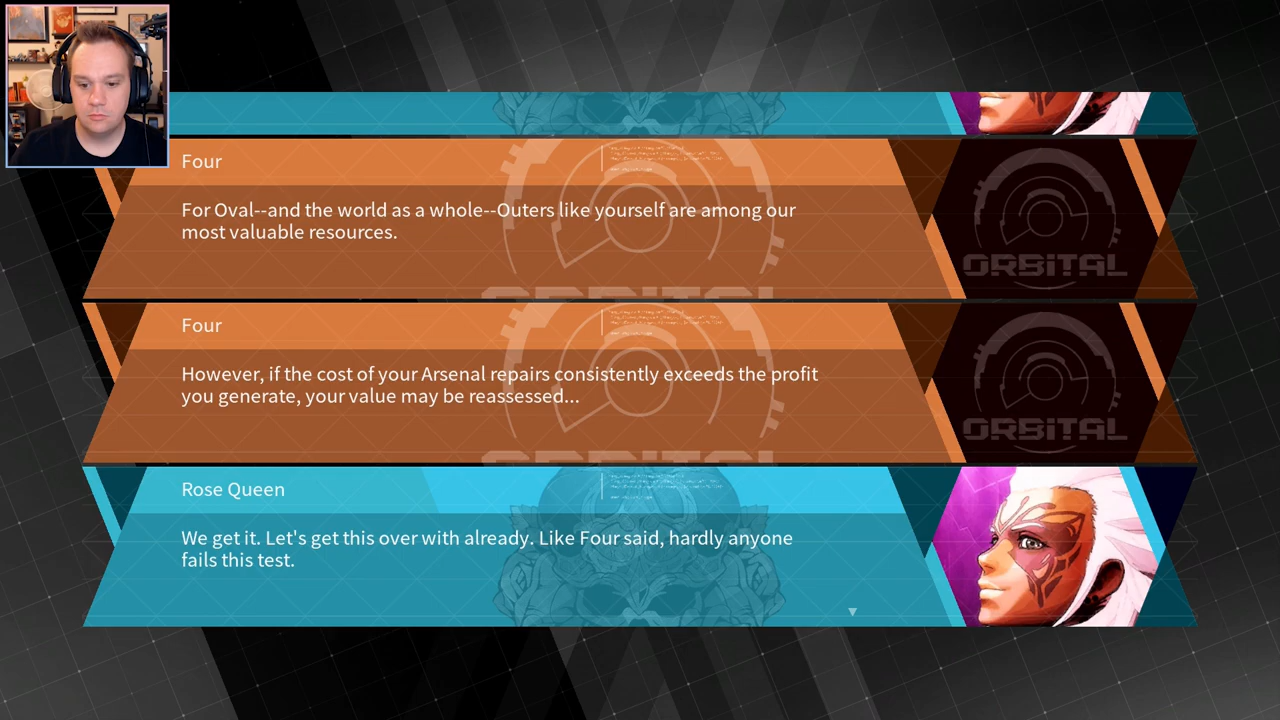 Four
For Oval--and the world as a whole--Outers like yourself are among our
most valuable resources.
ORBITAL
Four
However, if the cost of your Arsenal repairs consistently exceeds the profit
you generate, your value may be reassessed...
ORBITAL
Rose Queen
We get it. Let's get this over with already. Like Four said, hardly anyone
fails this test.